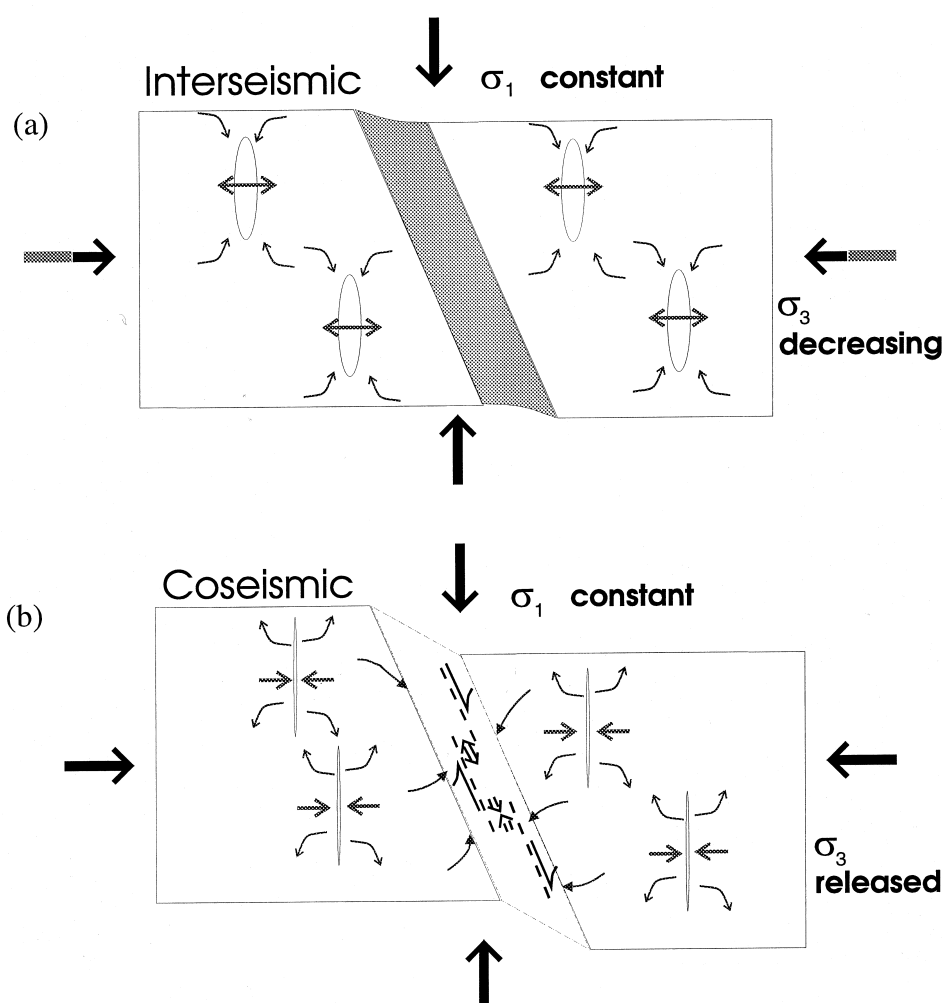 Interseismic
σ1 constant
(a)
σ3
decreasing
Coseismic
σ1 constant
(b)
σ3
released